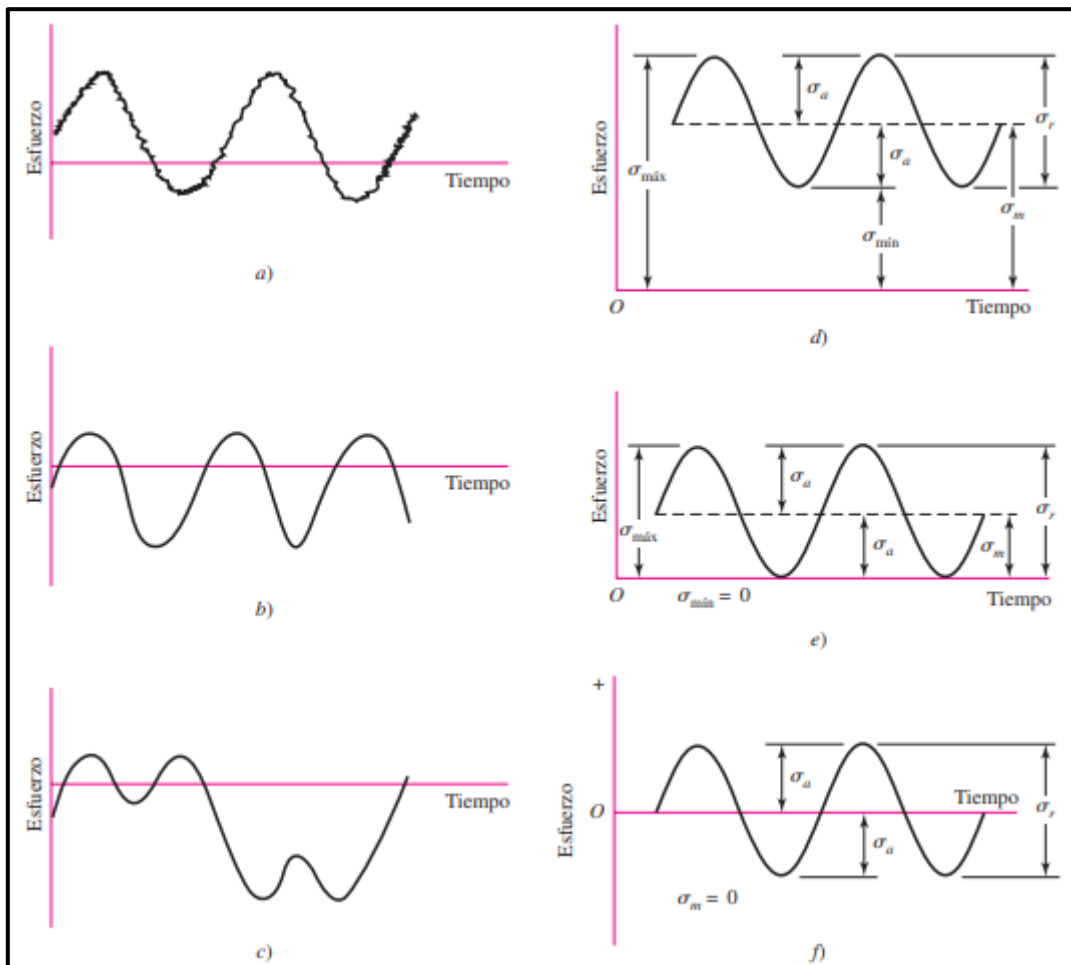 Esfuerzo
Tiempo
a)
Esfuerzo
Tiempo
b)
Esfuerzo
Tiempo
c)
Esfuerzo
σmáx
σa
σa
σmín
σr
σm
O
Tiempo
d)
Esfuerzo
σmáx
σa
σa
σm
σr
O
σmín = 0
Tiempo
e)
+
Esfuerzo
O
σa
σa
Tiempo
σr
σm = 0
f)